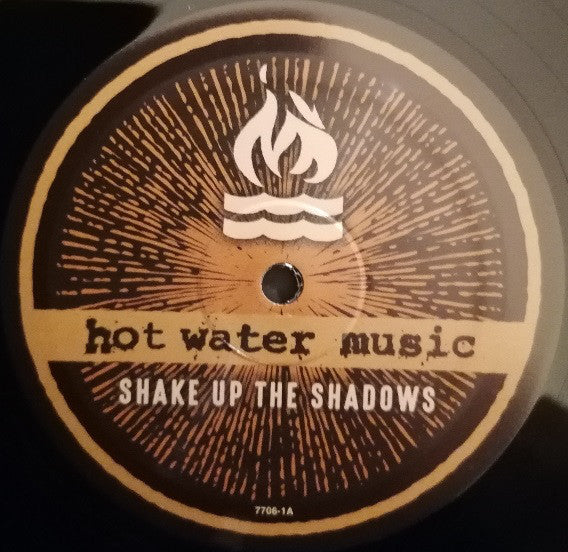 hot water music
SHAKE UP THE SHADOWS
7706-1A